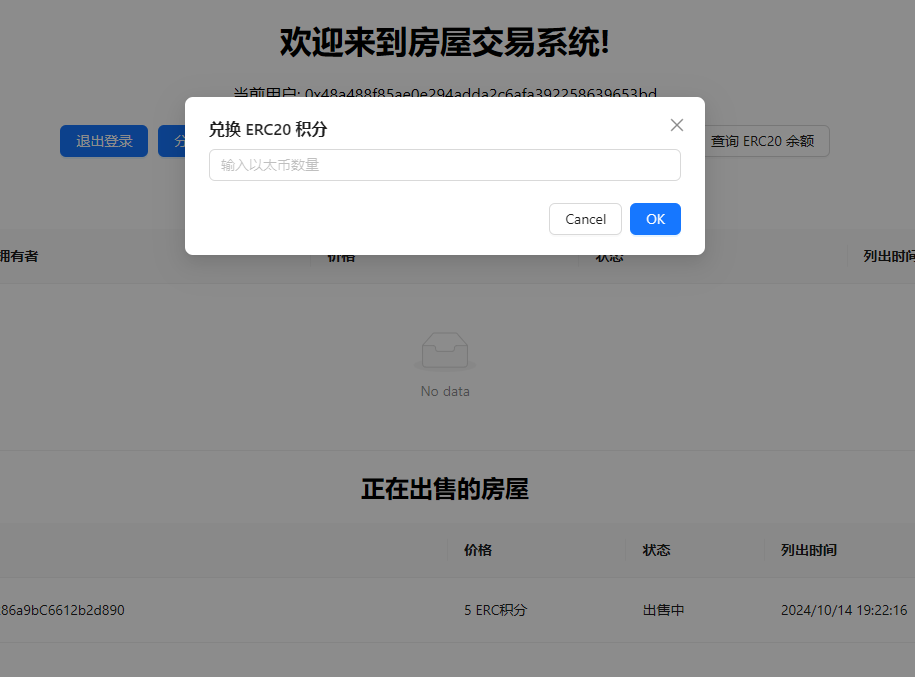 欢迎来到房屋交易系统!
当前用户: 0x48a488f85ae0e294adda2c6afa392258639653bd
兑换 ERC20 积分
输入以太币数量
退出登录 分 查询 ERC20 余额
Cancel OK
拥有者 价格 状态 列出时间
No data
正在出售的房屋
价格 状态 列出时间
86a9bC6612b2d890 5 ERC积分 出售中 2024/10/14 19:22:16